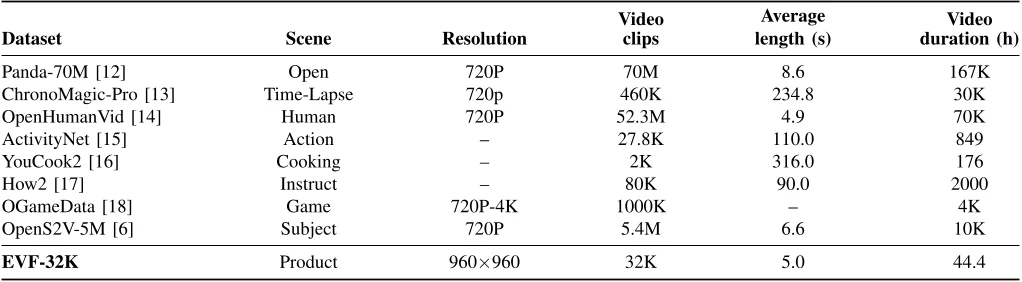 Dataset Scene Resolution Video clips Average length (s) Video duration (h)
Panda-70M [12] Open 720P 70M 8.6 167K
ChronoMagic-Pro [13] Time-Lapse 720p 460K 234.8 30K
OpenHumanVid [14] Human 720P 52.3M 4.9 70K
ActivityNet [15] Action – 27.8K 110.0 849
YouCook2 [16] Cooking – 2K 316.0 176
How2 [17] Instruct – 80K 90.0 2000
OGameData [18] Game 720P-4K 1000K – 4K
OpenS2V-5M [6] Subject 720P 5.4M 6.6 10K
EVF-32K Product 960×960 32K 5.0 44.4